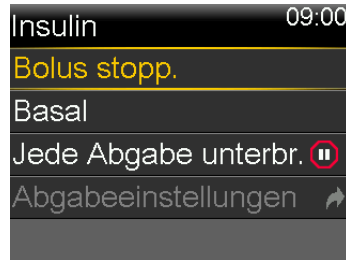 Insulin 09:00
Bolus stopp.
Basal
Jede Abgabe unterbr.
Abgabeeinstellungen